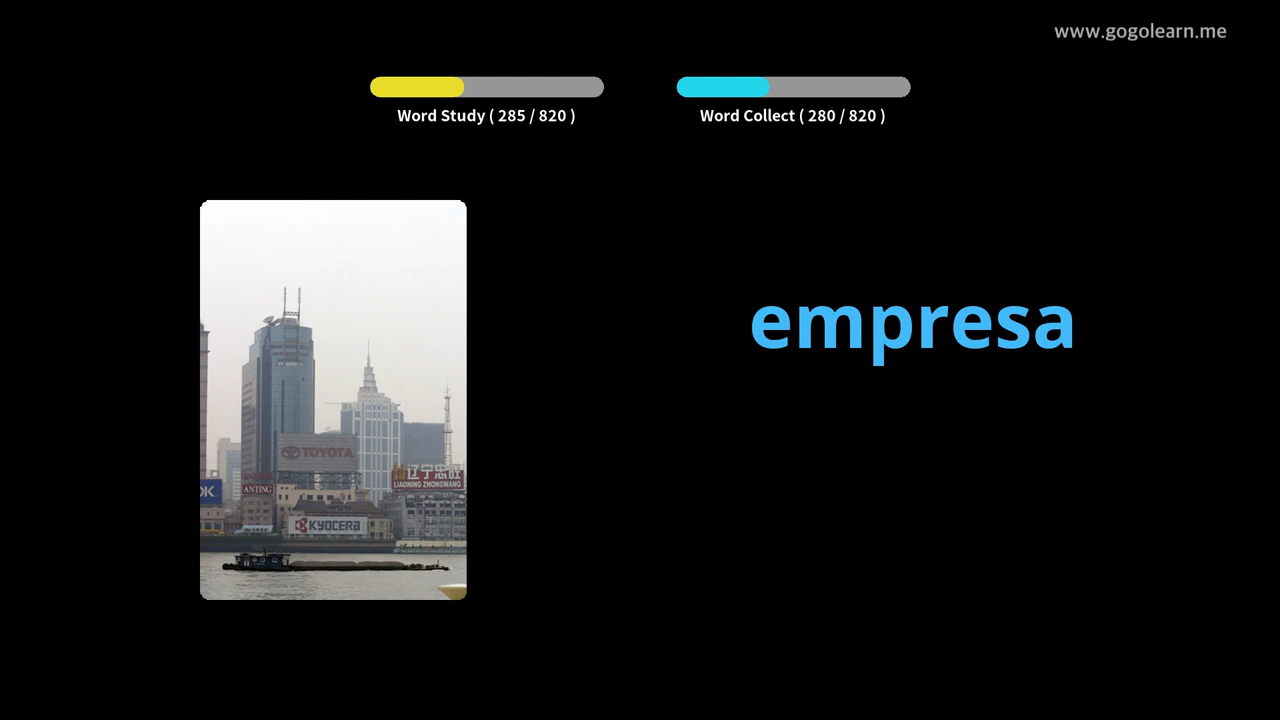 www.gogolearn.me
Word Study ( 285 / 820 )
Word Collect ( 280 / 820 )
empresa
TOYOTA
辽宁忠旺
LIAONING ZHONGWANG
ANTING
OK
KYOCERA